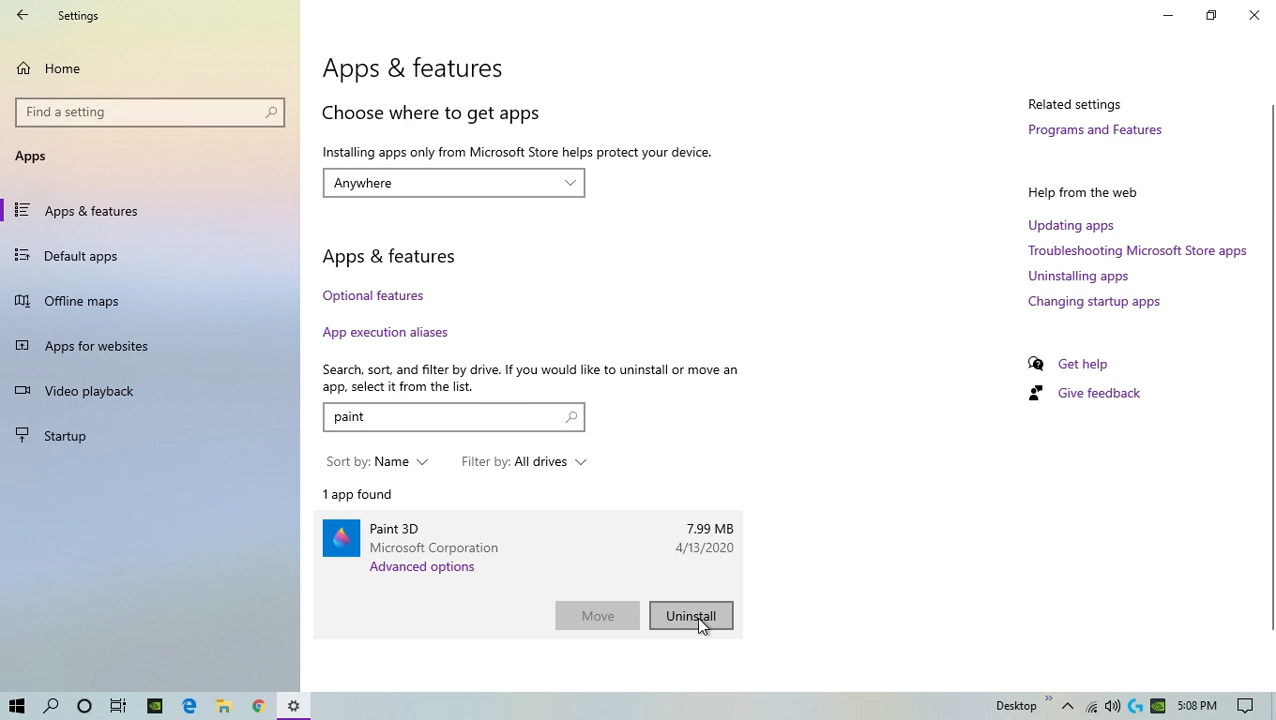 Settings
Home
Find a setting
Apps
Apps & features
Default apps
Offline maps
Apps for websites
Video playback
Startup
Apps & features
Choose where to get apps
Installing apps only from Microsoft Store helps protect your device.
Anywhere
Apps & features
Optional features
App execution aliases
Search, sort, and filter by drive. If you would like to uninstall or move an
app, select it from the list.
paint
Sort by: Name
Filter by: All drives
1 app found
Paint 3D
7.99 MB
Microsoft Corporation
4/13/2020
Advanced options
Move
Uninstall
Related settings
Programs and Features
Help from the web
Updating apps
Troubleshooting Microsoft Store apps
Uninstalling apps
Changing startup apps
Get help
Give feedback
Desktop
5:08 PM